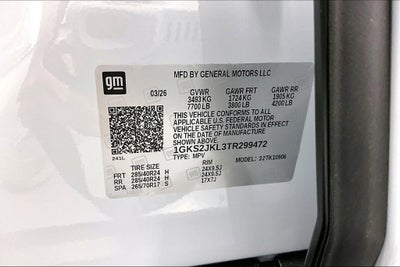 gm
MFD BY GENERAL MOTORS LLC
03/26 GVWR GAWR FRT GAWR RR
3493 KG 1724 KG 1905 KG
7700 LB 3800 LB 4200 LB
THIS VEHICLE CONFORMS TO ALL
APPLICABLE U.S. FEDERAL MOTOR
VEHICLE SAFETY STANDARDS IN EFFECT
ON THE DATE OF MANUFACTURE
SHOWN ABOVE.
1GKS2JKL3TR299472
241L TYPE: MPV MODEL: 32TK10906
TIRE SIZE RIM
FRT 285/40R24 H 24X9.5J
RR 285/40R24 H 24X9.5J
SPA 265/70R17 S 17X7J